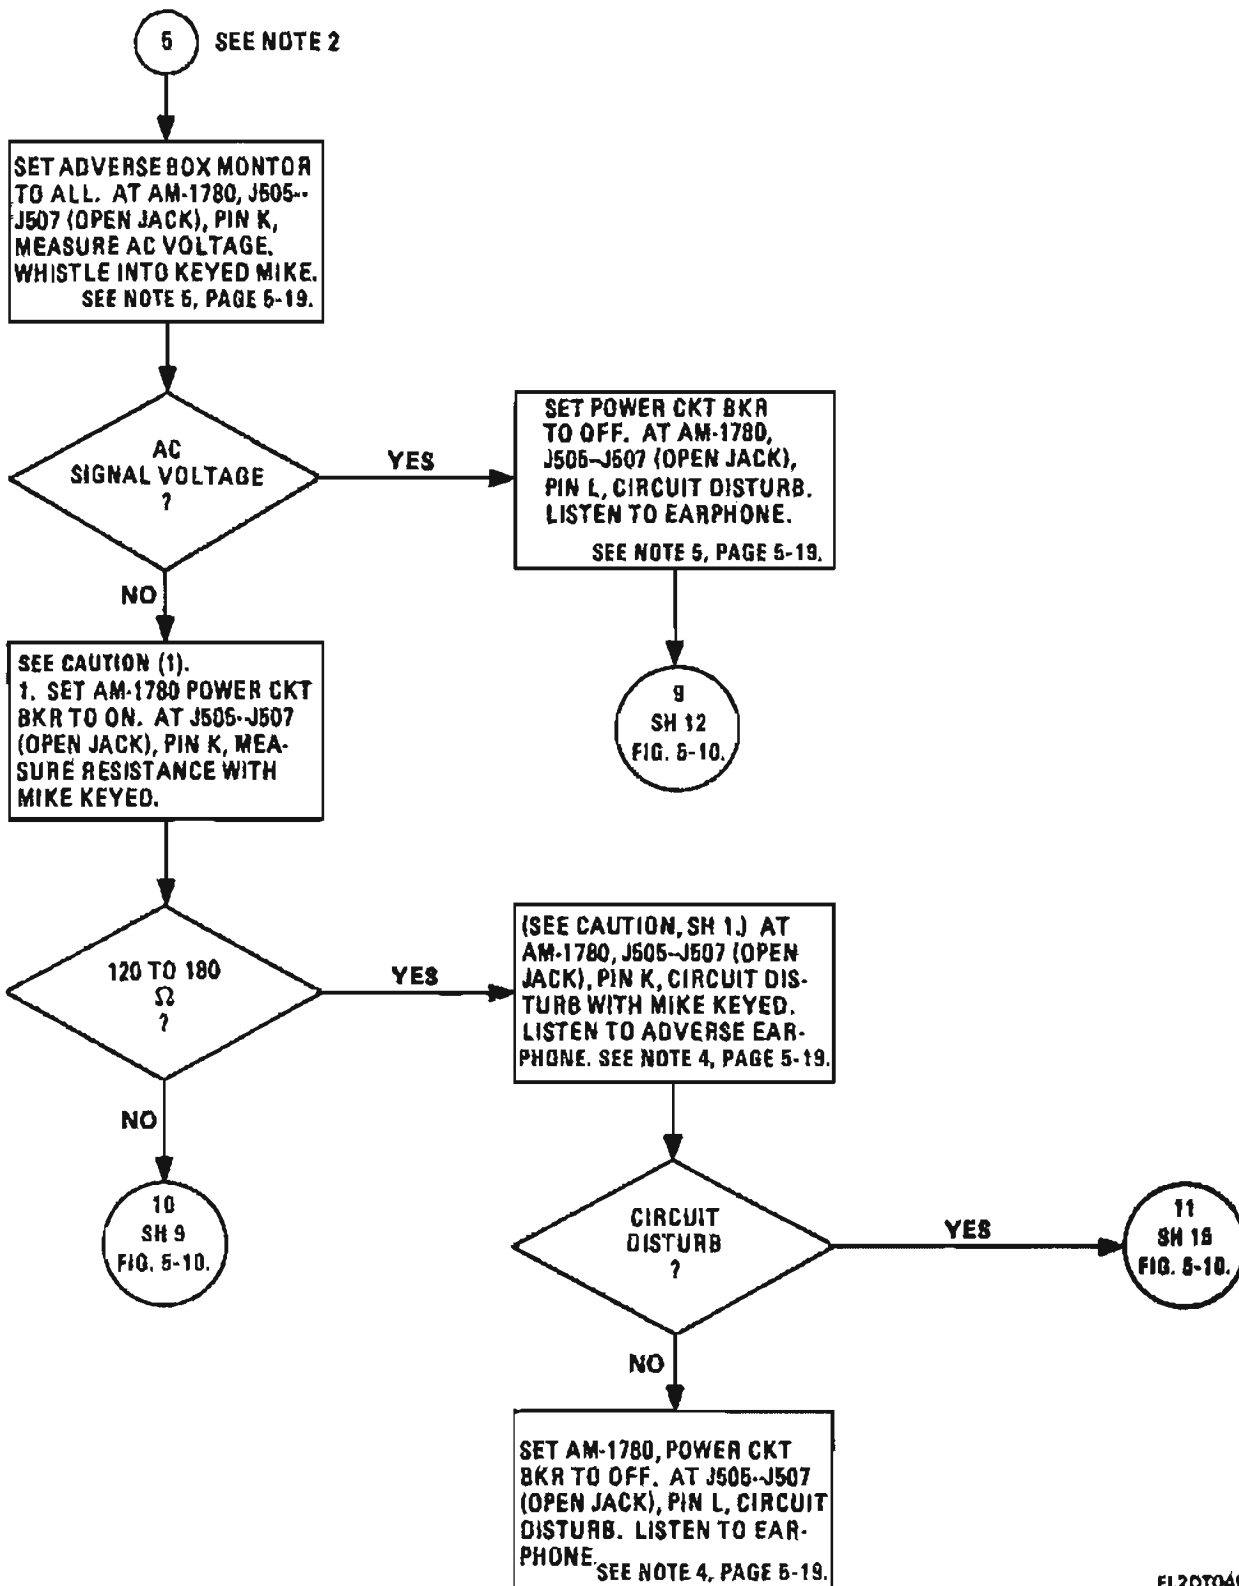 5 SEE NOTE 2
SET ADVERSE BOX MONTOR
TO ALL. AT AM-1780, J505--
J507 (OPEN JACK), PIN K,
MEASURE AC VOLTAGE.
WHISTLE INTO KEYED MIKE.
SEE NOTE 5, PAGE 5-19.
AC
SIGNAL VOLTAGE
?
YES
SET POWER CKT BKR
TO OFF. AT AM-1780,
J505--J507 (OPEN JACK),
PIN L, CIRCUIT DISTURB.
LISTEN TO EARPHONE.
SEE NOTE 5, PAGE 5-19.
NO
9
SH 12
FIG. 5-10.
SEE CAUTION (1).
1. SET AM-1780 POWER CKT
BKR TO ON. AT J505--J507
(OPEN JACK), PIN K, MEA-
SURE RESISTANCE WITH
MIKE KEYED.
120 TO 180
Ω
?
YES
(SEE CAUTION, SH 1.) AT
AM-1780, J505--J507 (OPEN
JACK), PIN K, CIRCUIT DIS-
TURB WITH MIKE KEYED.
LISTEN TO ADVERSE EAR-
PHONE. SEE NOTE 4, PAGE 5-19.
NO
10
SH 9
FIG. 5-10.
CIRCUIT
DISTURB
?
YES
11
SH
FIG. 5-10.
NO
SET AM-1780, POWER CKT
BKR TO OFF. AT J505--J507
(OPEN JACK), PIN L, CIRCUIT
DISTURB. LISTEN TO EAR-
PHONE.
SEE NOTE 4, PAGE 5-19.